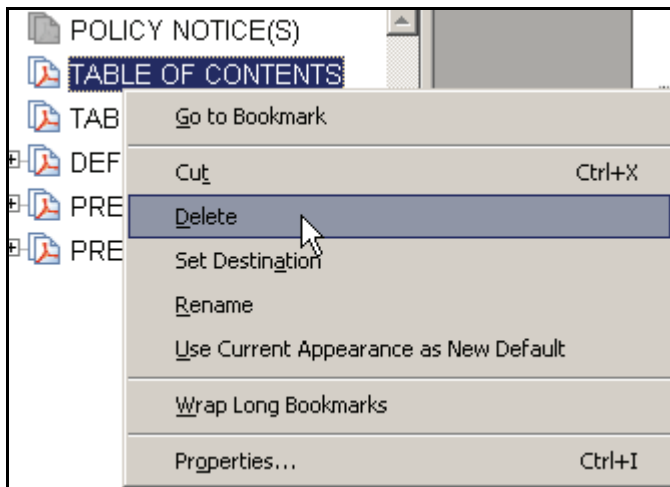 POLICY NOTICE(S)
TABLE OF CONTENTS
TAB
Go to Bookmark
DEF
Cut Ctrl+X
PRE
Delete
PRE
Set Destination
Rename
Use Current Appearance as New Default
Wrap Long Bookmarks
Properties... Ctrl+I